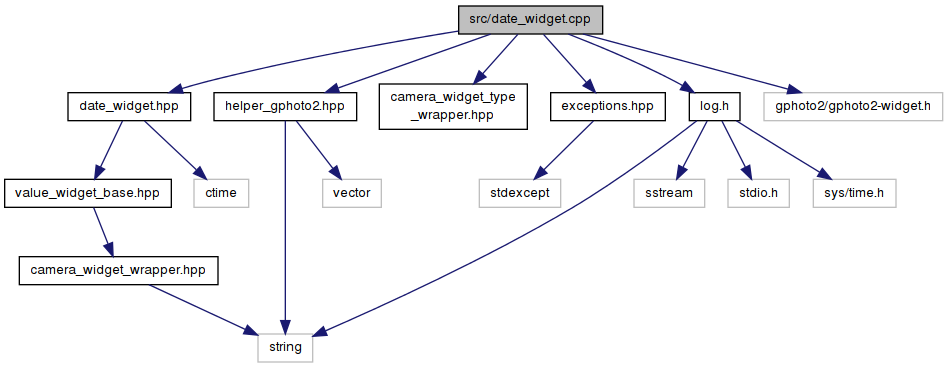 src/date_widget.cpp
date_widget.hpp
helper_gphoto2.hpp
camera_widget_type
_wrapper.hpp
exceptions.hpp
log.h
gphoto2/gphoto2-widget.h
value_widget_base.hpp
ctime
vector
stdexcept
sstream
stdio.h
sys/time.h
camera_widget_wrapper.hpp
string